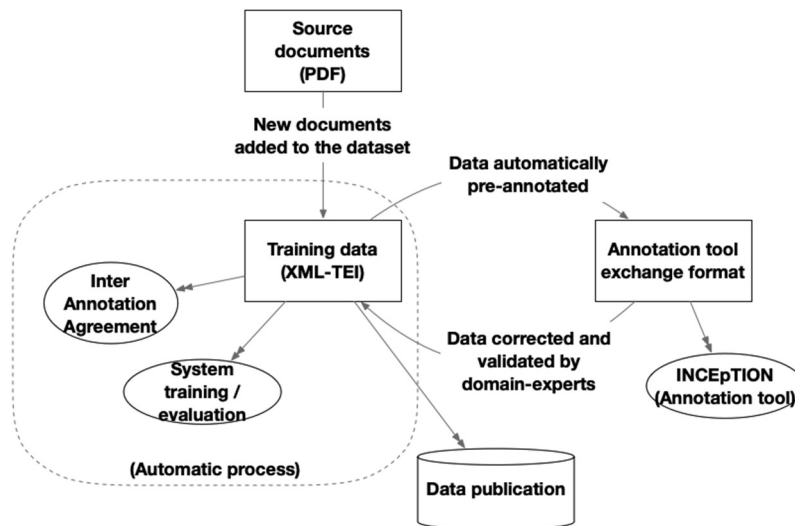 Source
documents
(PDF)
New documents
added to the dataset
Data automatically
pre-annotated
Training data
(XML-TEI)
Annotation tool
exchange format
Inter
Annotation
Agreement
Data corrected and
validated by
domain-experts
System
training /
evaluation
INCEpTION
(Annotation tool)
(Automatic process)
Data publication